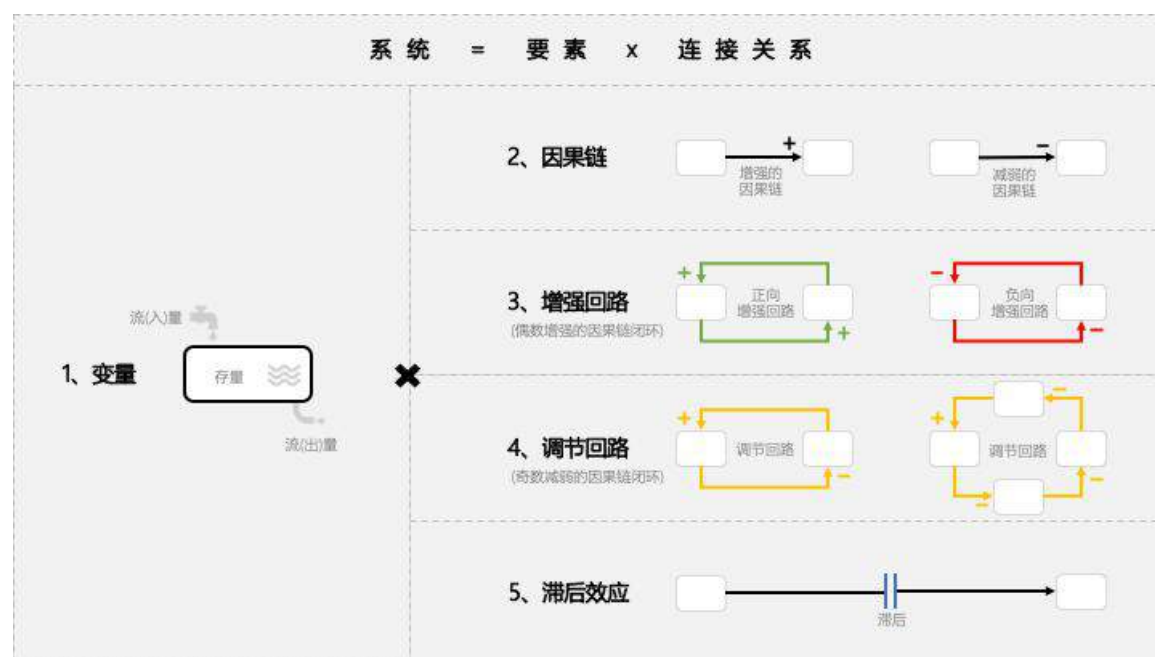 系统 = 要素 x 连接关系
1、变量
流(入)量
存量
流(出)量
2、因果链
+
增强的
因果链
-
减弱的
因果链
3、增强回路
(偶数增强的因果链闭环)
+
正向
增强回路
+
-
负向
增强回路
-
4、调节回路
(奇数减弱的因果链闭环)
+
调节回路
-
-
+
调节回路
-
-
5、滞后效应
滞后